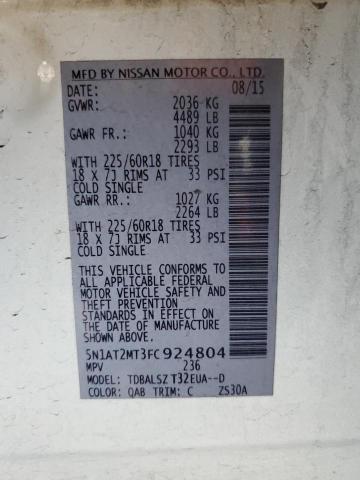 MFD BY NISSAN MOTOR CO., LTD.
DATE: 08/15
GVWR: 2036 KG
4489 LB
GAWR FR: 1040 KG
2293 LB
WITH 225/60R18 TIRES
18 X 7J RIMS AT 33 PSI
COLD SINGLE
GAWR RR: 1027 KG
2264 LB
WITH 225/60R18 TIRES
18 X 7J RIMS AT 33 PSI
COLD SINGLE
THIS VEHICLE CONFORMS TO
ALL APPLICABLE FEDERAL
MOTOR VEHICLE SAFETY AND
THEFT PREVENTION
STANDARDS IN EFFECT ON
THE DATE OF MANUFACTURE
SHOWN ABOVE.
5N1AT2MT3FC924804
MPV 236
MODEL: TDBALSZ T32EUA--D
COLOR: QAB TRIM: C ZS30A